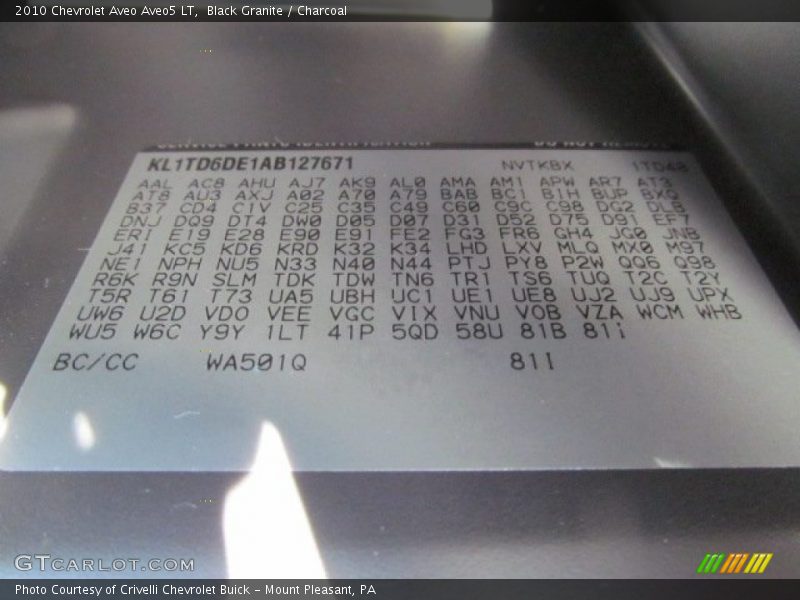 2010 Chevrolet Aveo Aveo5 LT, Black Granite / Charcoal
KL1TD6DE1AB127671 NVTKBX 1TD48
AAL AC8 AHU AJ7 AK9 AL0 AMA AM1 APW AR7 AT3
AT8 AU3 AXJ A02 A70 A79 BAB BC1 B1H BUP BX9
B37 CD4 C1V C25 C35 C49 C60 C9C C98 DG2 DL8
DNJ DQ9 DT4 DW0 D05 D07 D31 D52 D75 D91 EF7
ERI E19 E28 E90 E91 FE2 FG3 FR6 GH4 JG0 JNB
J41 KC5 KD6 KRD K32 K34 LHD LXV MLQ MX0 M97
NE1 NPH NU5 N33 N40 N44 PTJ PY8 P2W QQ6 Q98
R6K R9N SLM TDK TDW TN6 TR1 TS6 TUQ T2C T2Y
T5R T61 T73 UA5 UBH UC1 UE1 UE8 UJ2 UJ9 UPX
UW6 U2D VD0 VEE VGC VIX VNU V0B VZA WCM WHB
WU5 W6C Y9Y 1LT 41P 5QD 58U 81B 81i
BC/CC WA501Q 81I
GTCARLOT.COM
Photo Courtesy of Crivelli Chevrolet Buick - Mount Pleasant, PA